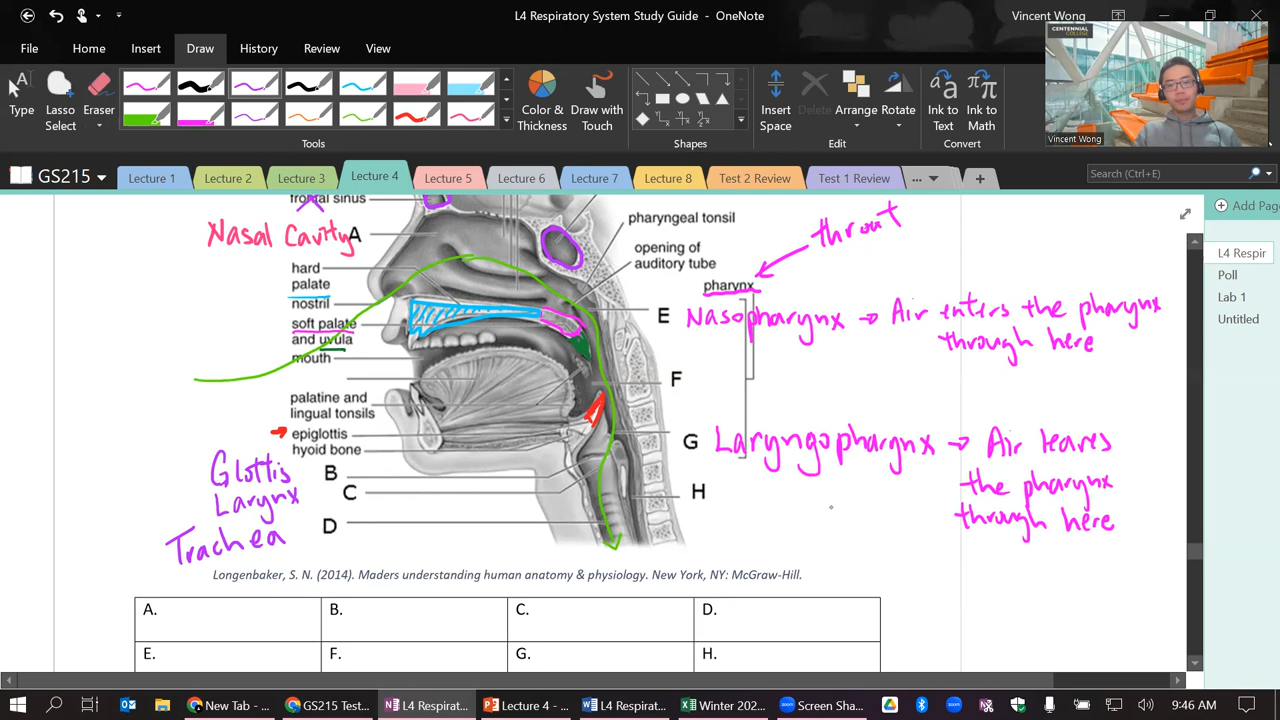 L4 Respiratory System Study Guide - OneNote
Vincent Wong
File Home Insert Draw History Review View
CENTENNIAL COLLEGE
Vincent Wong
Type
Lasso Select
Eraser
Color & Thickness
Draw with Touch
Insert Space
Delete
Arrange
Rotate
Ink to Text
Ink to Math
Tools
Shapes
Edit
Convert
GS215
Lecture 1
Lecture 2
Lecture 3
Lecture 4
Lecture 5
Lecture 6
Lecture 7
Lecture 8
Test 2 Review
Test 1 Review
...
Search (Ctrl+E)
Add Page
L4 Respir
Poll
Lab 1
Untitled
frontal sinus
pharyngeal tonsil
throat
Nasal Cavity A
opening of
auditory tube
hard
palate
pharynx
nostril
E Nasopharynx → Air enters the pharynx
through here
soft palate
and uvula
mouth
F
palatine and
lingual tonsils
epiglottis
hyoid bone
G Laryngopharynx → Air leaves
the pharynx
through here
Glottis B
Larynx C
H
Trachea D
Longenbaker, S. N. (2014). Maders understanding human anatomy & physiology. New York, NY: McGraw-Hill.
A. B. C. D.
E. F. G. H.
New Tab - ...
GS215 Test...
L4 Respirat...
Lecture 4 - ...
L4 Respirat...
Winter 202...
Zoom
Screen Sha...
9:46 AM